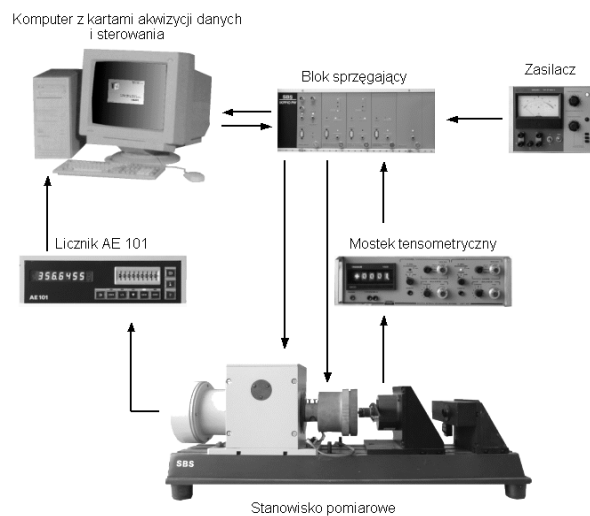 Komputer z kartami akwizycji danych
i sterowania
Blok sprzęgający
Zasilacz
SBS
Licznik AE 101
Mostek tensometryczny
356.6455
AE 101
SBS
Stanowisko pomiarowe